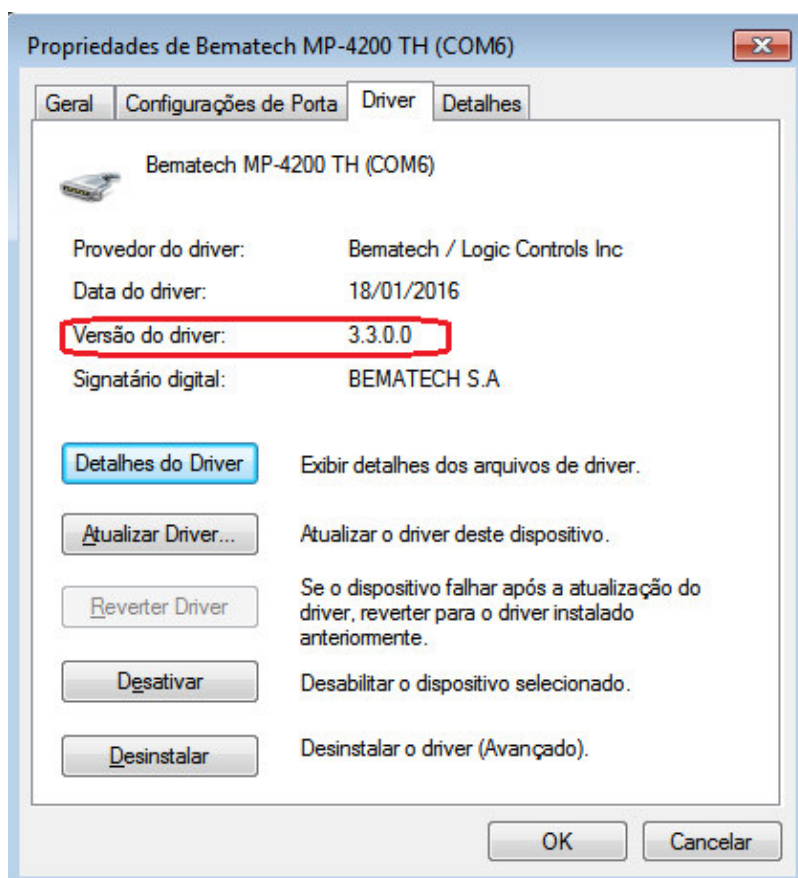 Propriedades de Bematech MP-4200 TH (COM6)
Geral Configurações de Porta Driver Detalhes
Bematech MP-4200 TH (COM6)
Provedor do driver: Bematech / Logic Controls Inc
Data do driver: 18/01/2016
Versão do driver: 3.3.0.0
Signatário digital: BEMATECH S.A
Detalhes do Driver Exibir detalhes dos arquivos de driver.
Atualizar Driver... Atualizar o driver deste dispositivo.
Reverter Driver Se o dispositivo falhar após a atualização do
driver, reverter para o driver instalado
anteriormente.
Desativar Desabilitar o dispositivo selecionado.
Desinstalar Desinstalar o driver (Avançado).
OK Cancelar